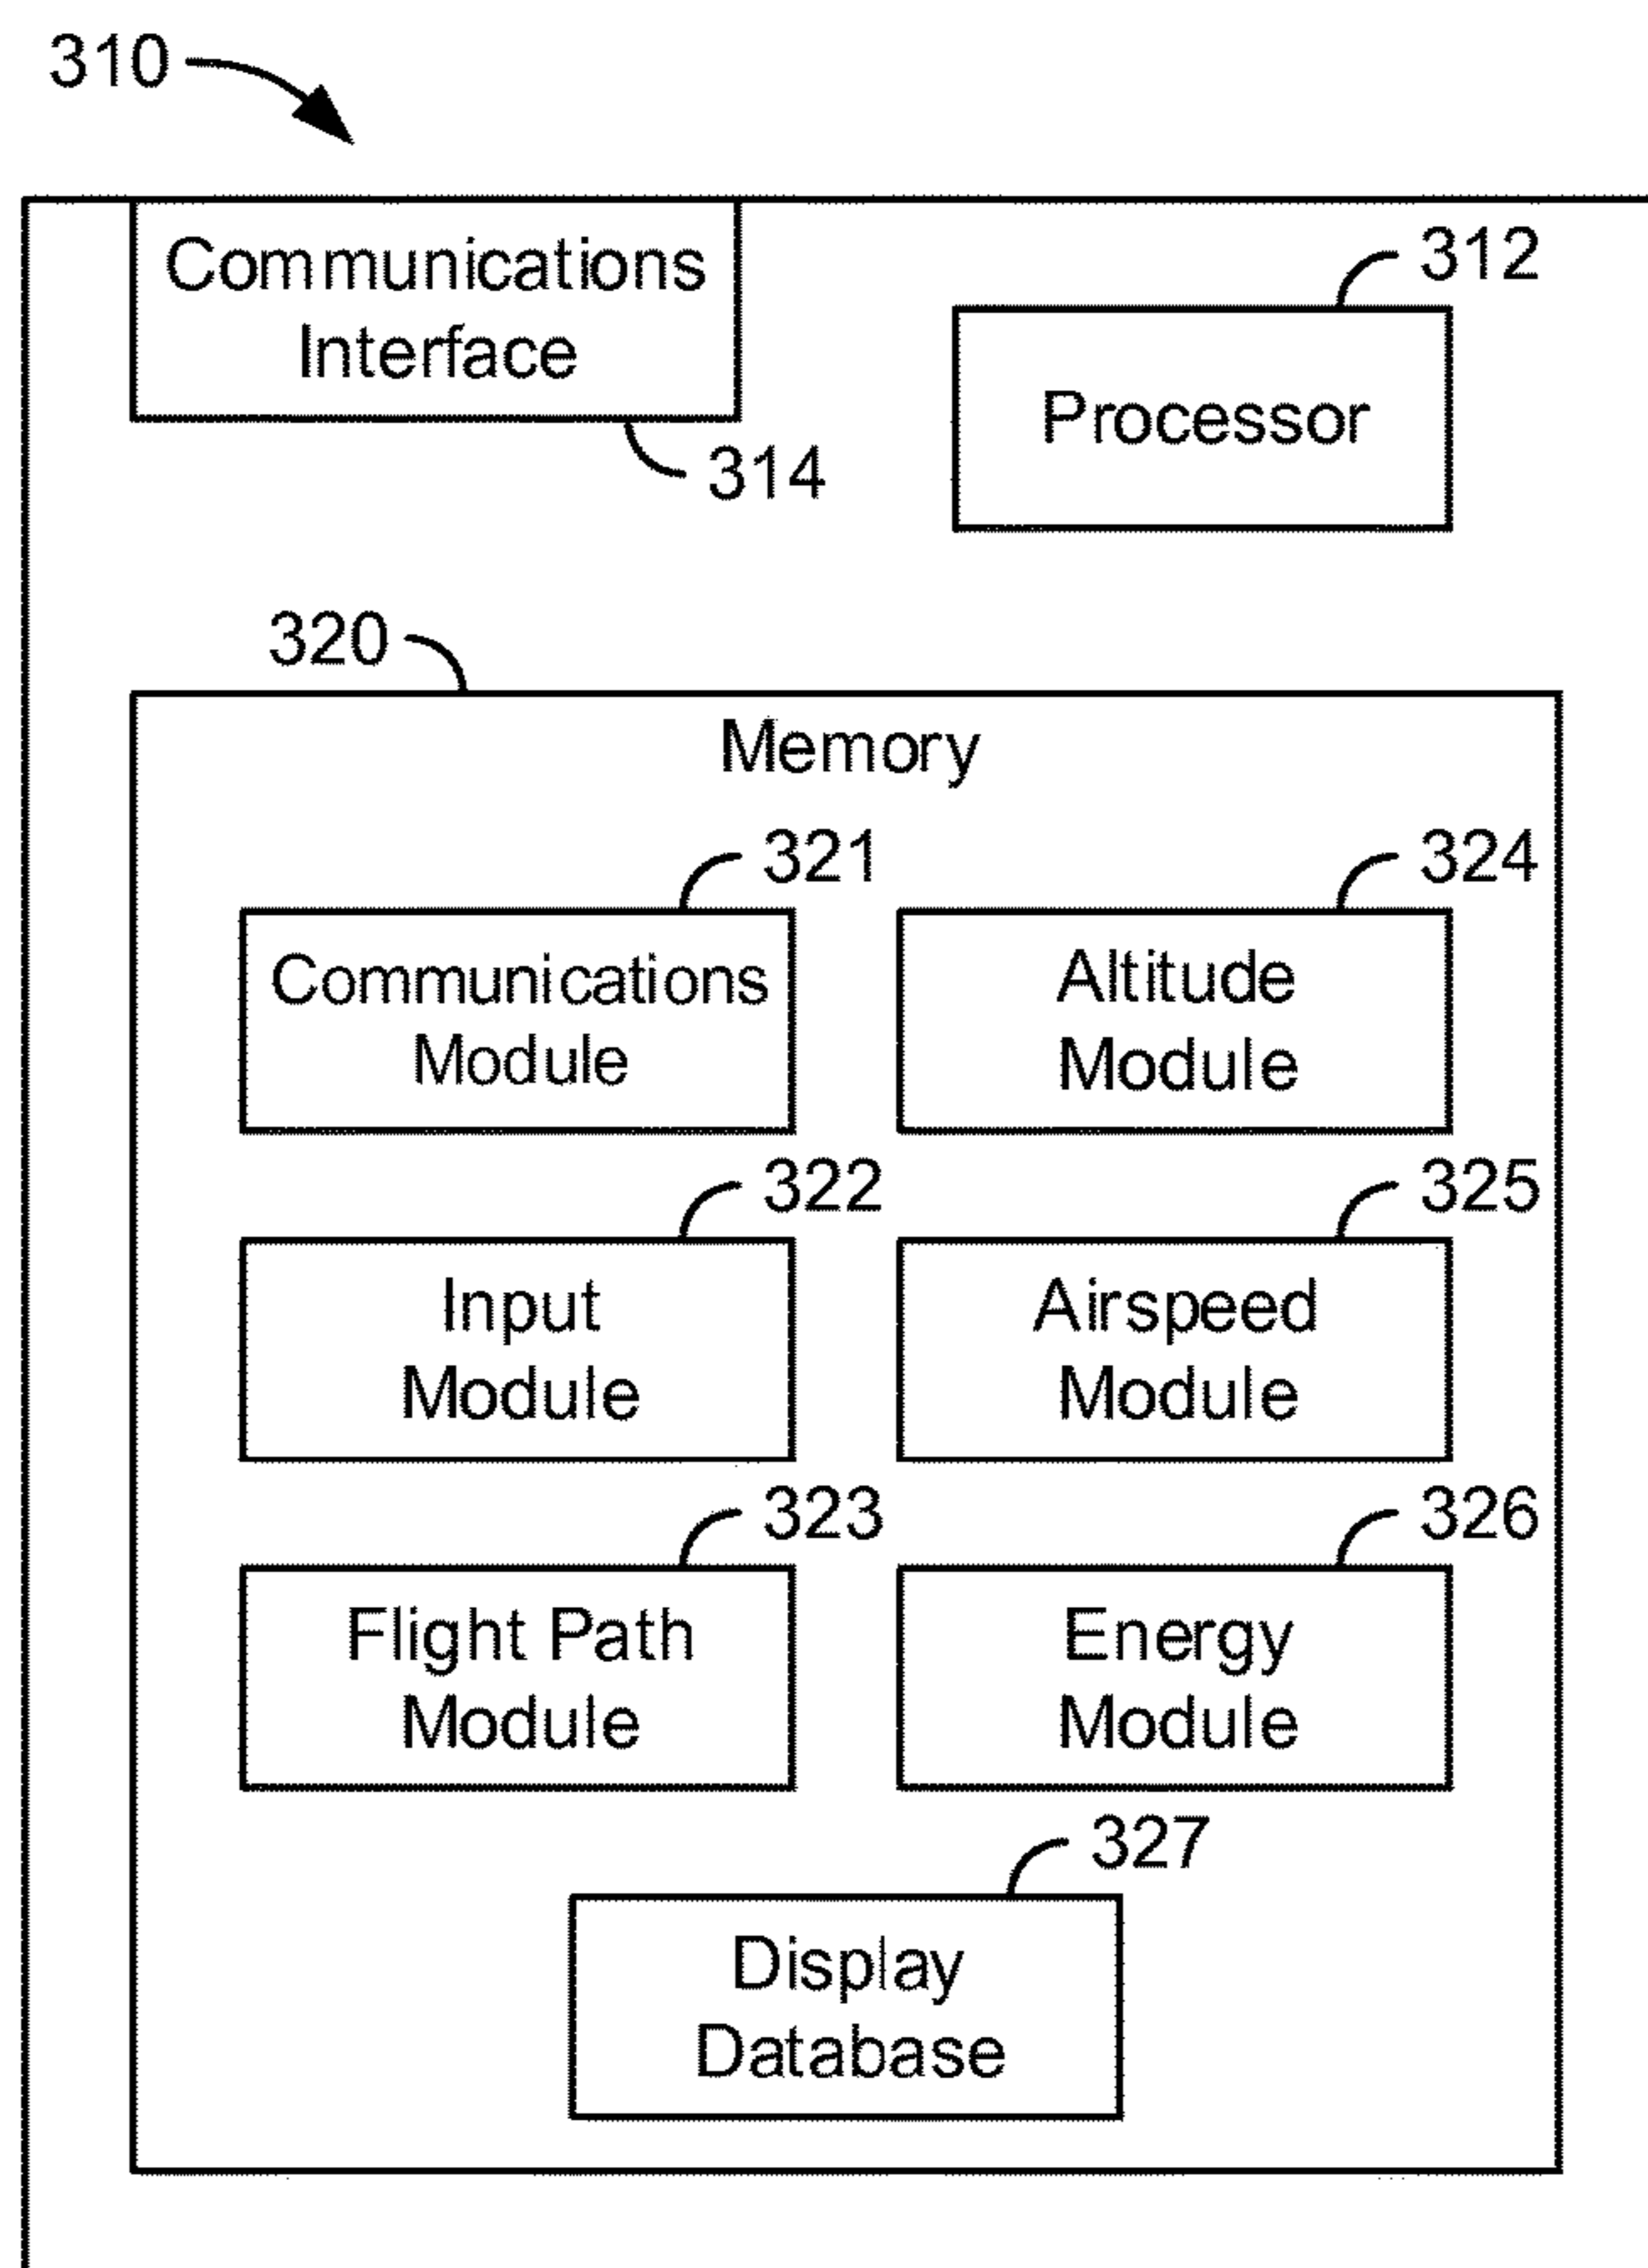 310
Communications
Interface
314
312
Processor
320
Memory
321
Communications
Module
324
Altitude
Module
322
Input
Module
325
Airspeed
Module
323
Flight Path
Module
326
Energy
Module
327
Display
Database